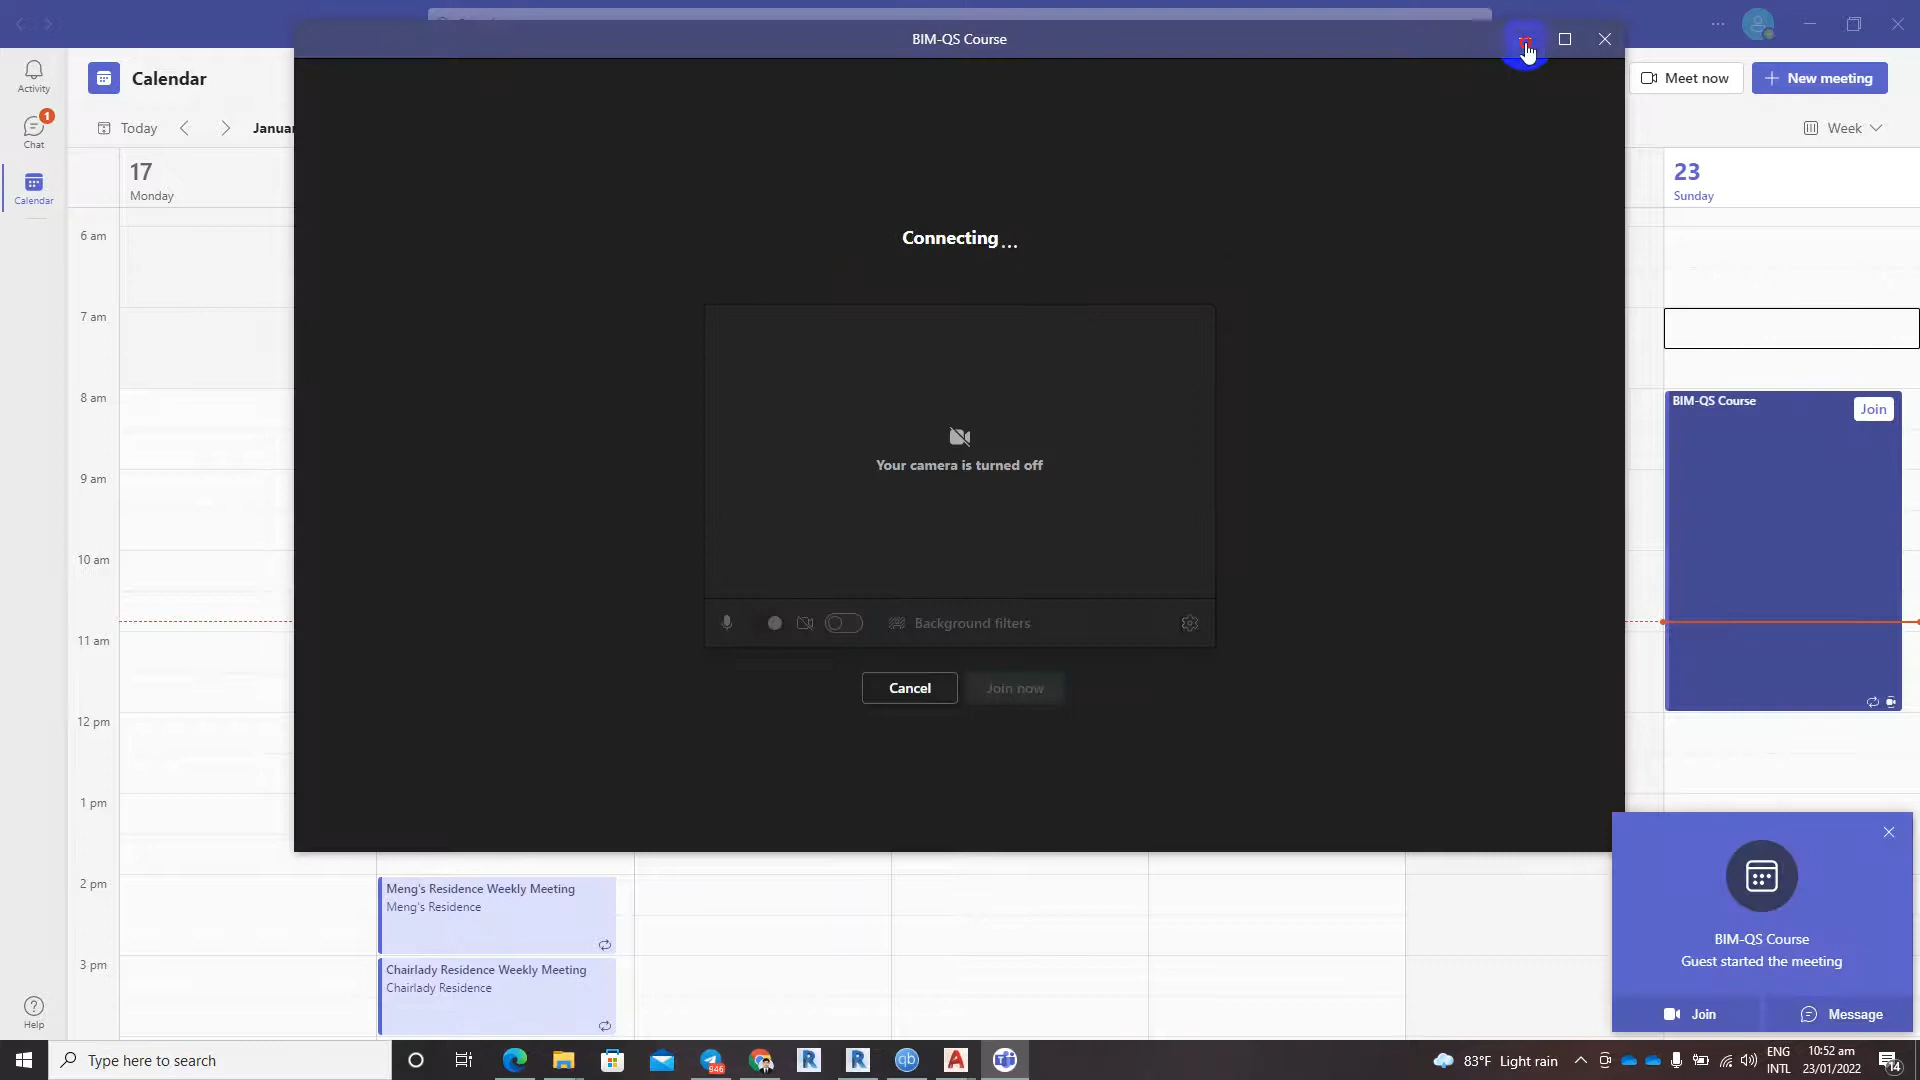 BIM-QS Course
Activity
Chat
1
Calendar
Help
Calendar
Meet now
New meeting
Today
Januar
Week
17
Monday
23
Sunday
6 am
7 am
8 am
9 am
10 am
11 am
12 pm
1 pm
2 pm
3 pm
Connecting...
Your camera is turned off
Background filters
Cancel
Join now
BIM-QS Course
Join
Meng's Residence Weekly Meeting
Meng's Residence
Chairlady Residence Weekly Meeting
Chairlady Residence
BIM-QS Course
Guest started the meeting
Join
Message
Type here to search
946
R
R
qb
A
83°F Light rain
ENG
INTL
10:52 am
23/01/2022
14